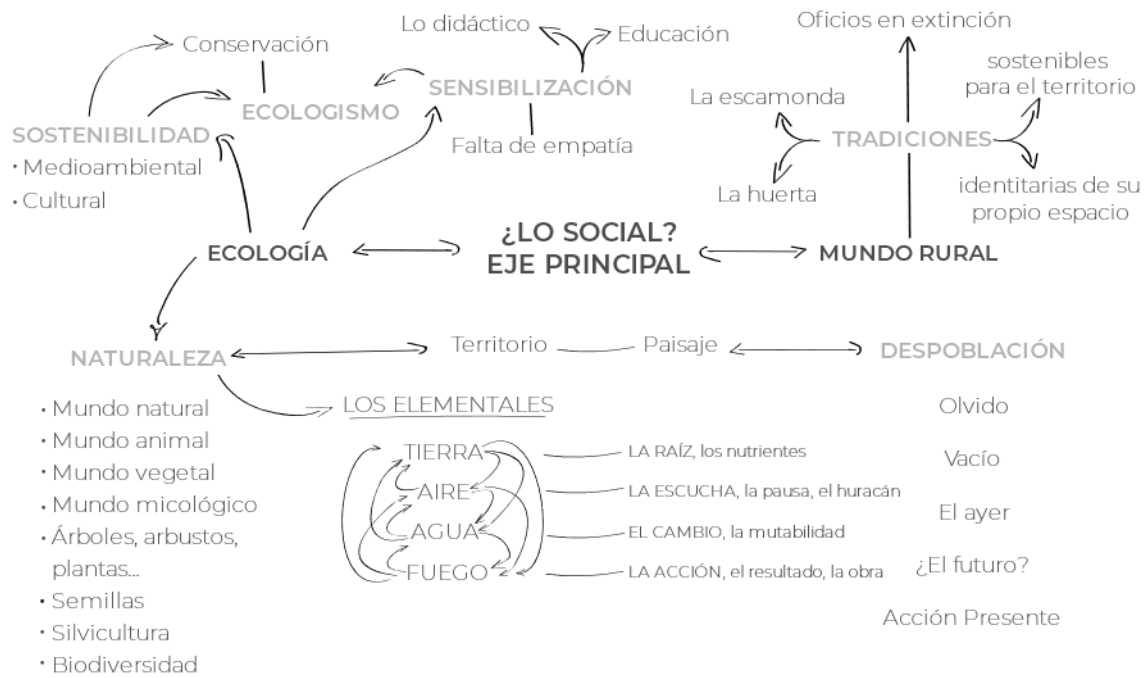 Oficios en extinción
Lo didáctico
Educación
Conservación
sostenibles
para el territorio
SENSIBILIZACIÓN
La escamonda
ECOLOGISMO
SOSTENIBILIDAD
TRADICIONES
Falta de empatía
• Medioambiental
• Cultural
La huerta
identitarias de su
propio espacio
¿LO SOCIAL?
EJE PRINCIPAL
ECOLOGÍA
MUNDO RURAL
NATURALEZA
Territorio
Paisaje
DESPOBLACIÓN
• Mundo natural
• Mundo animal
• Mundo vegetal
• Mundo micológico
• Árboles, arbustos,
plantas...
• Semillas
• Silvicultura
• Biodiversidad
LOS ELEMENTALES
TIERRA
LA RAÍZ, los nutrientes
AIRE
LA ESCUCHA, la pausa, el huracán
AGUA
EL CAMBIO, la mutabilidad
FUEGO
LA ACCIÓN, el resultado, la obra
Olvido
Vacío
El ayer
¿El futuro?
Acción Presente